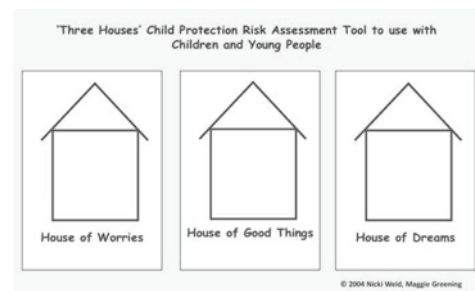 'Three Houses' Child Protection Risk Assessment Tool to use with
Children and Young People
House of Worries
House of Good Things
House of Dreams
© 2004 Nicki Weld, Maggie Greening